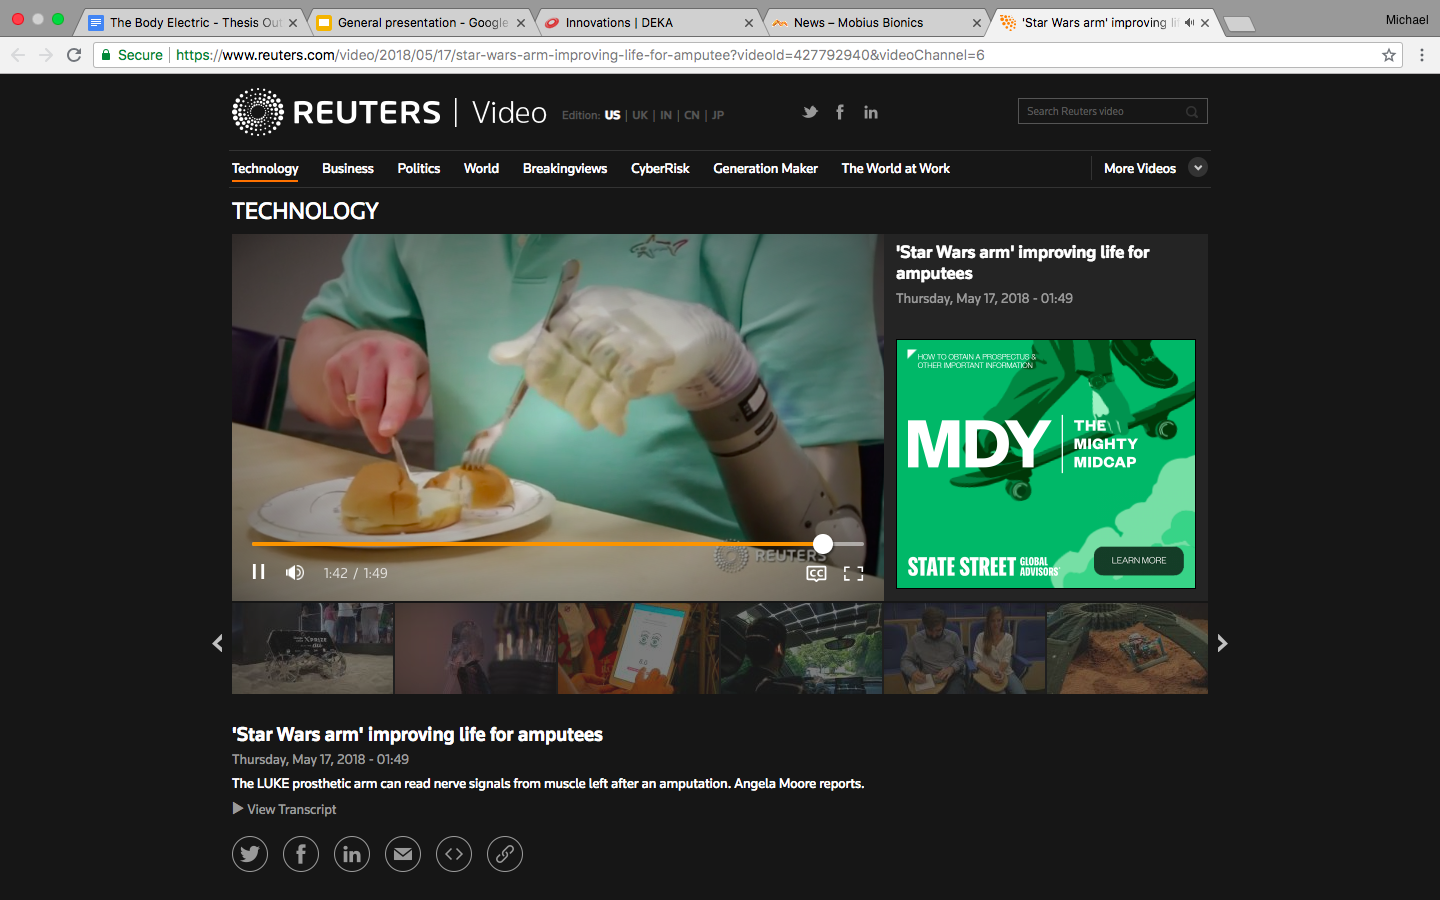 The Body Electric - Thesis Out
General presentation - Google
Innovations | DEKA
News – Mobius Bionics
'Star Wars arm' improving li
Michael
Secure
https://www.reuters.com/video/2018/05/17/star-wars-arm-improving-life-for-amputee?videoId=427792940&videoChannel=6
REUTERS | Video
Edition: US | UK | IN | CN | JP
Search Reuters video
Technology
Business
Politics
World
Breakingviews
CyberRisk
Generation Maker
The World at Work
More Videos
TECHNOLOGY
'Star Wars arm' improving life for
amputees
Thursday, May 17, 2018 - 01:49
HOW TO OBTAIN A PROSPECTUS &
OTHER IMPORTANT INFORMATION
MDY
THE
MIGHTY
MIDCAP
STATE STREET GLOBAL
ADVISORS
LEARN MORE
REUTERS
1:42 / 1:49
CC
'Star Wars arm' improving life for amputees
Thursday, May 17, 2018 - 01:49
The LUKE prosthetic arm can read nerve signals from muscle left after an amputation. Angela Moore reports.
View Transcript